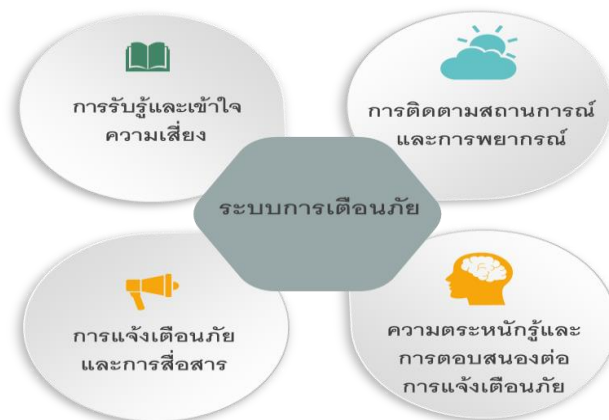 การรับรู้และเข้าใจ
ความเสี่ยง
การติดตามสถานการณ์
และการพยากรณ์
ระบบการเตือนภัย
การแจ้งเตือนภัย
และการสื่อสาร
ความตระหนักรู้และ
การตอบสนองต่อ
การแจ้งเตือนภัย